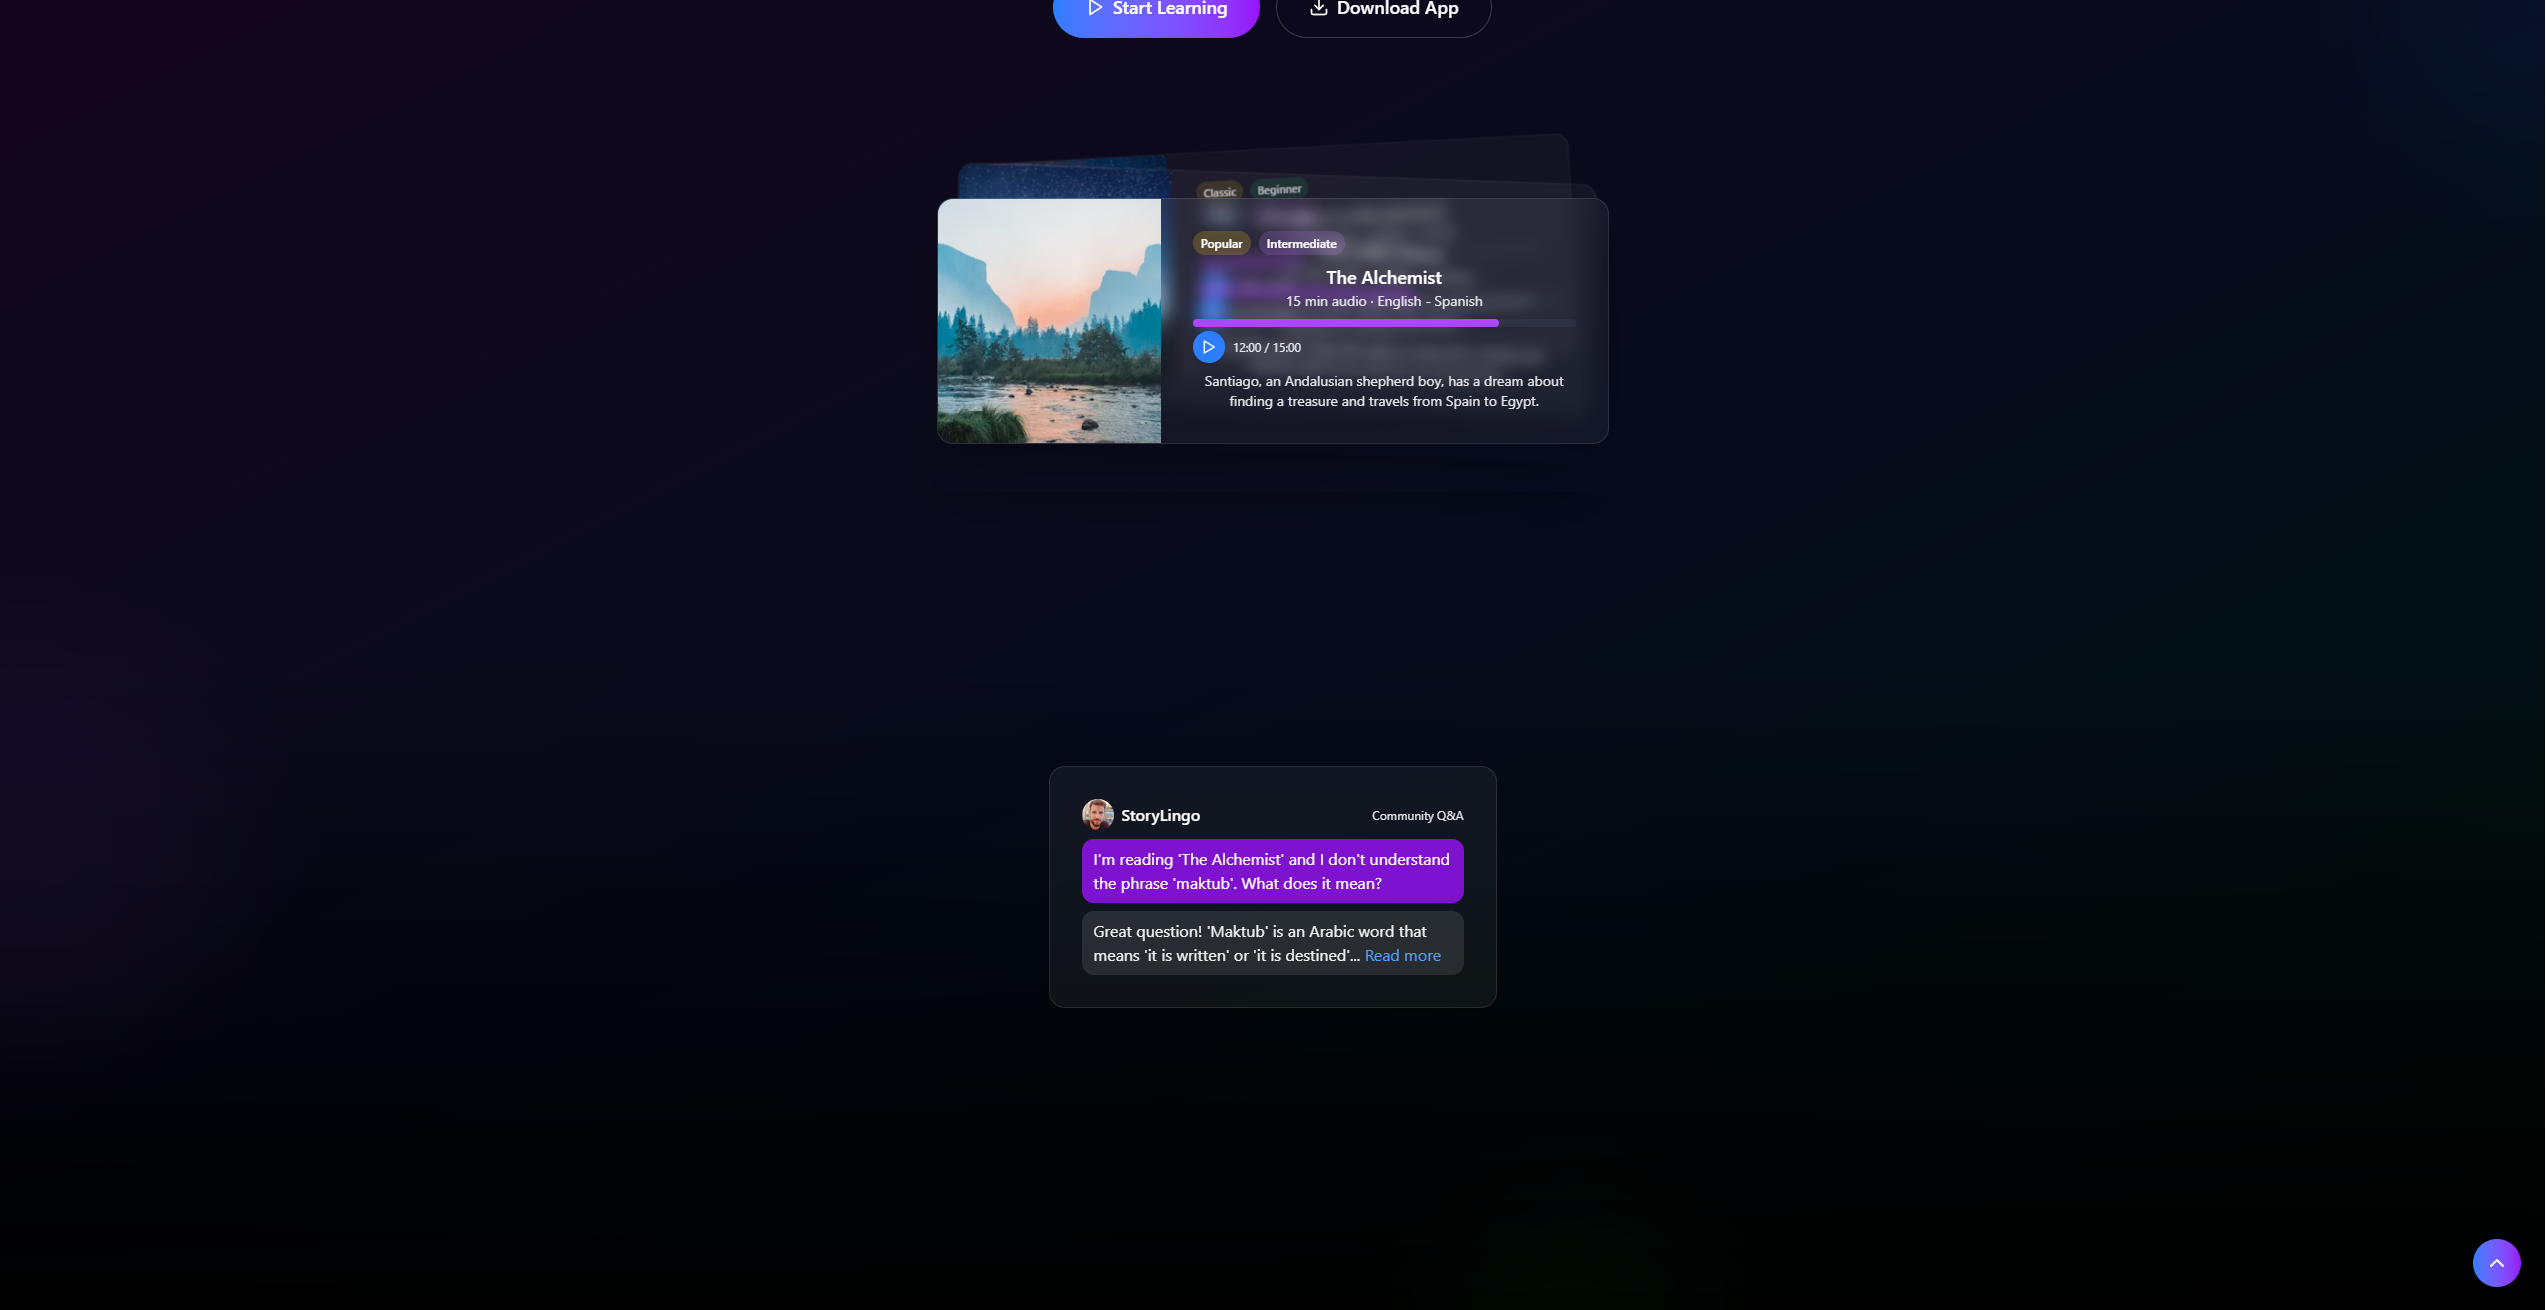 Start Learning
Download App
Classic
Beginner
Popular
Intermediate
The Alchemist
15 min audio · English - Spanish
12:00 / 15:00
Santiago, an Andalusian shepherd boy, has a dream about
finding a treasure and travels from Spain to Egypt.
StoryLingo
Community Q&A
I'm reading 'The Alchemist' and I don't understand
the phrase 'maktub'. What does it mean?
Great question! 'Maktub' is an Arabic word that
means 'it is written' or 'it is destined'... Read more